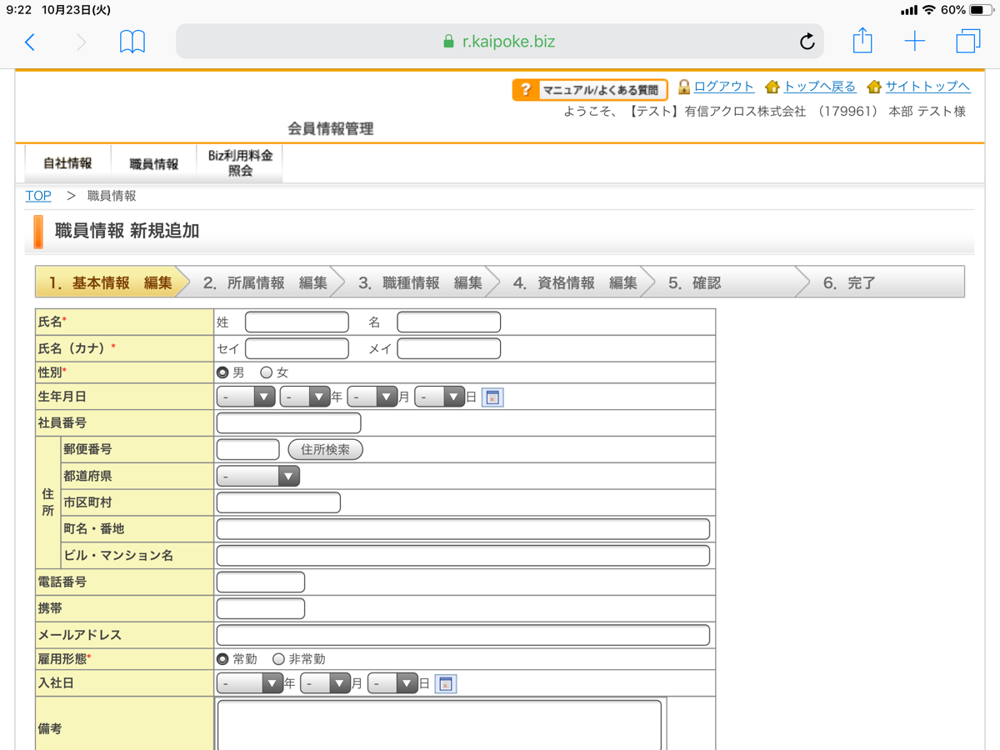 9:22 10月23日(火) 60%
r.kaipoke.biz
? マニュアル/よくある質問 ログアウト トップへ戻る サイトトップへ
ようこそ、【テスト】有信アクロス株式会社 （179961） 本部 テスト様
会員情報管理
自社情報 職員情報 Biz利用料金
照会
TOP > 職員情報
職員情報 新規追加
1. 基本情報 編集 2. 所属情報 編集 3. 職種情報 編集 4. 資格情報 編集 5. 確認 6. 完了
氏名* 姓 名
氏名（カナ）* セイ メイ
性別* 男 女
生年月日 - - 年 - 月 - 日
社員番号
住所
郵便番号 住所検索
都道府県 -
市区町村
町名・番地
ビル・マンション名
電話番号
携帯
メールアドレス
雇用形態* 常勤 非常勤
入社日 - 年 - 月 - 日
備考